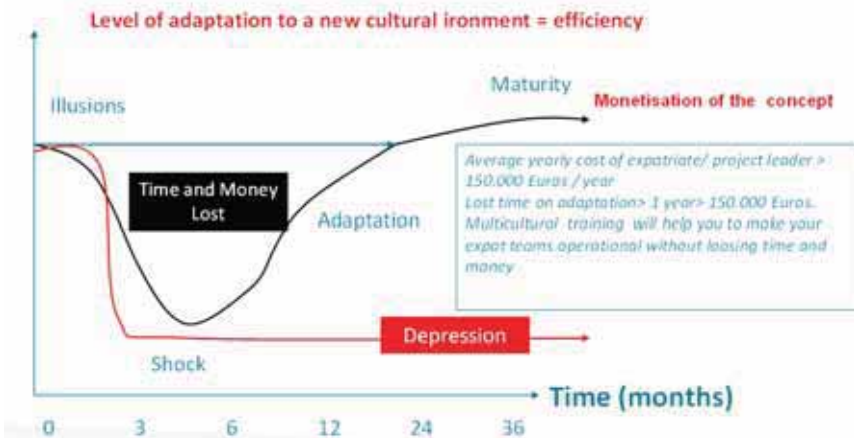 Level of adaptation to a new cultural ironment = efficiency
Illusions
Maturity
Monetisation of the concept
Time and Money
Lost
Adaptation
Average yearly cost of expatriate/ project leader >
150.000 Euros / year
Lost time on adaptation> 1 year> 150.000 Euros.
Multicultural training will help you to make your
expat teams operational without loosing time and
money
Depression
Shock
Time (months)
0 3 6 12 24 36